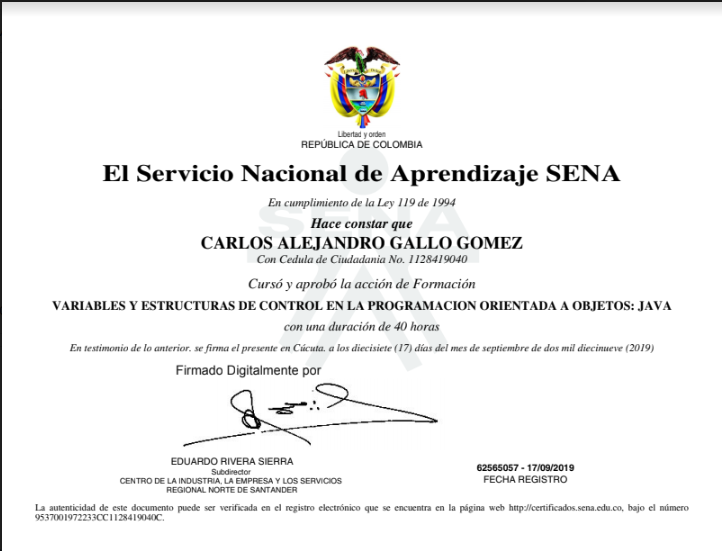 Libertad y orden
REPÚBLICA DE COLOMBIA
El Servicio Nacional de Aprendizaje SENA
En cumplimiento de la Ley 119 de 1994
SENA
Hace constar que
CARLOS ALEJANDRO GALLO GOMEZ
Con Cedula de Ciudadania No. 1128419040
Cursó y aprobó la acción de Formación
VARIABLES Y ESTRUCTURAS DE CONTROL EN LA PROGRAMACION ORIENTADA A OBJETOS: JAVA
con una duración de 40 horas
En testimonio de lo anterior, se firma el presente en Cúcuta, a los diecisiete (17) días del mes de septiembre de dos mil diecinueve (2019)
Firmado Digitalmente por
EDUARDO RIVERA SIERRA
Subdirector
CENTRO DE LA INDUSTRIA, LA EMPRESA Y LOS SERVICIOS
REGIONAL NORTE DE SANTANDER
62565057 - 17/09/2019
FECHA REGISTRO
La autenticidad de este documento puede ser verificada en el registro electrónico que se encuentra en la página web http://certificados.sena.edu.co, bajo el número
9537001972233CC1128419040C.